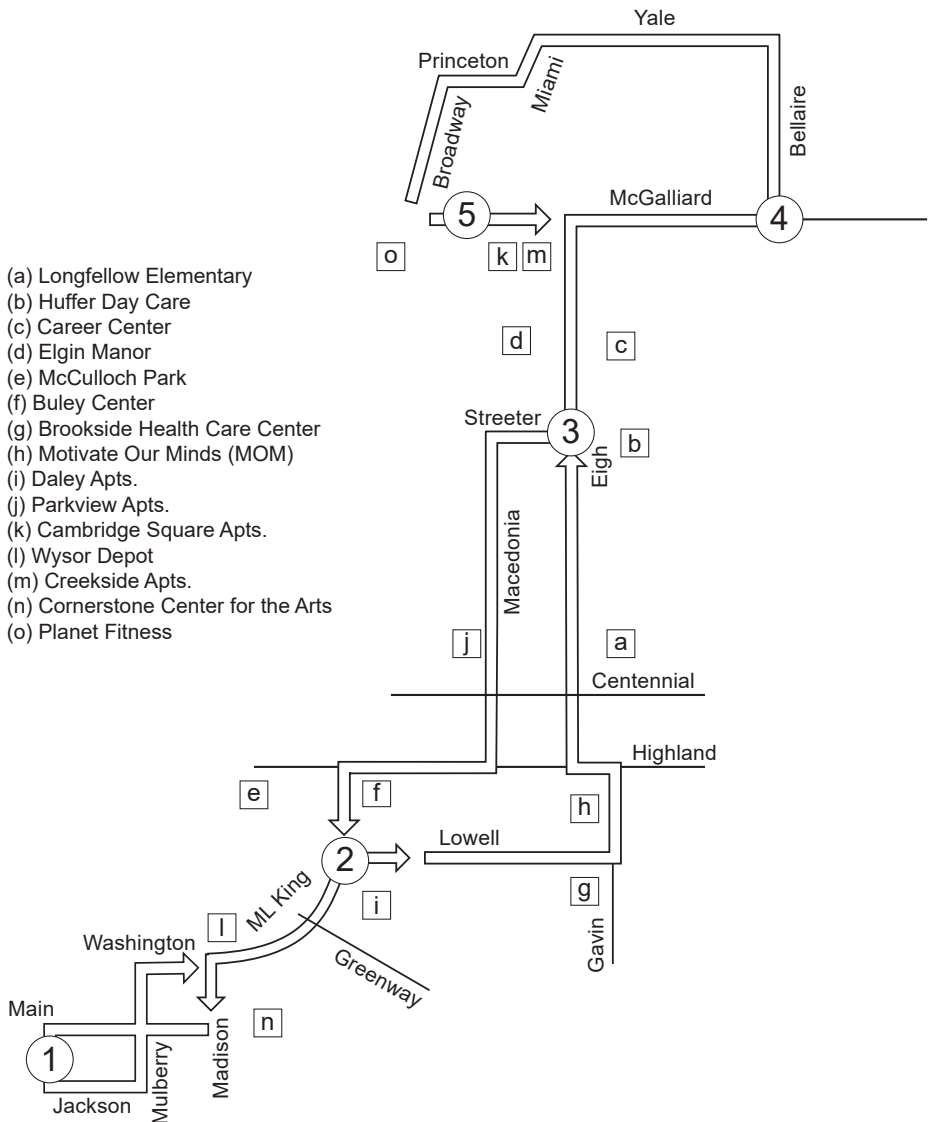 Yale
Princeton
Miami
Broadway
Bellaire
McGalliard
5
4
o
k
m
(a) Longfellow Elementary
(b) Huffer Day Care
(c) Career Center
(d) Elgin Manor
(e) McCulloch Park
(f) Buley Center
(g) Brookside Health Care Center
(h) Motivate Our Minds (MOM)
(i) Daley Apts.
(j) Parkview Apts.
(k) Cambridge Square Apts.
(l) Wysor Depot
(m) Creekside Apts.
(n) Cornerstone Center for the Arts
(o) Planet Fitness
d
c
Streeter
3
Eigh
b
Macedonia
j
a
Centennial
Highland
e
f
h
Lowell
2
g
i
ML King
l
Washington
Greenway
Gavin
Main
n
1
Madison
Mulberry
Jackson